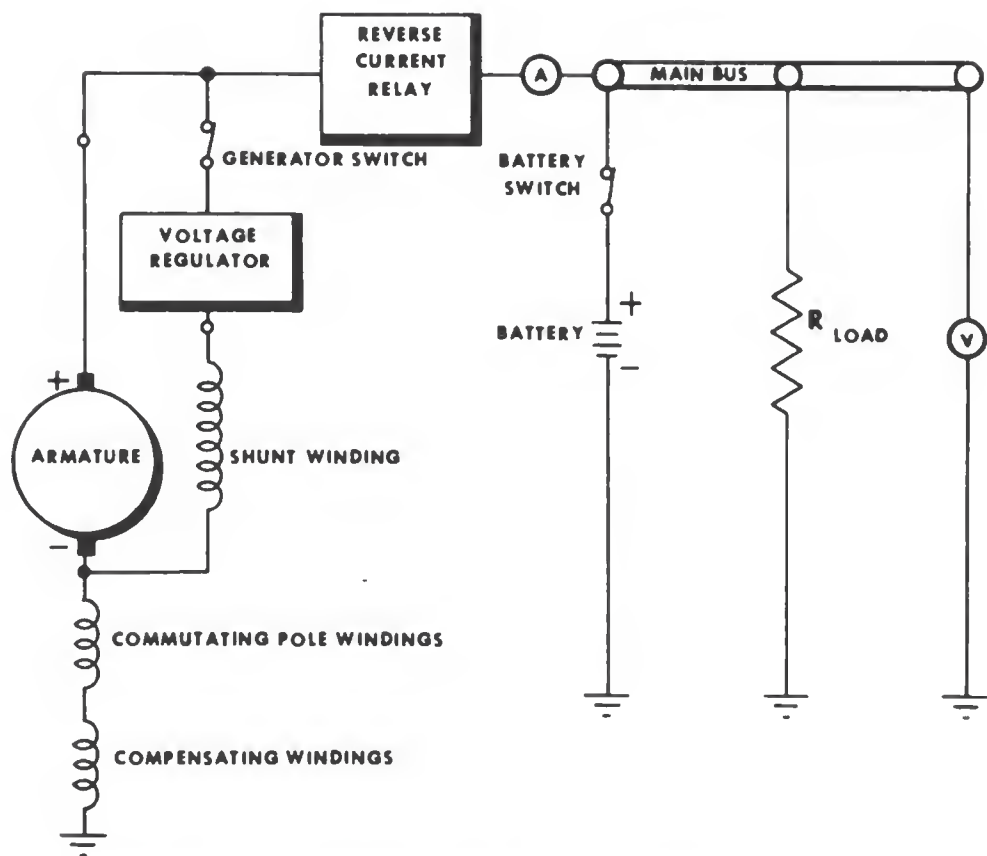 REVERSE
CURRENT
RELAY
A
MAIN BUS
GENERATOR SWITCH
BATTERY
SWITCH
VOLTAGE
REGULATOR
+
BATTERY
-
R LOAD
V
+
ARMATURE
-
SHUNT WINDING
COMMUTATING POLE WINDINGS
COMPENSATING WINDINGS